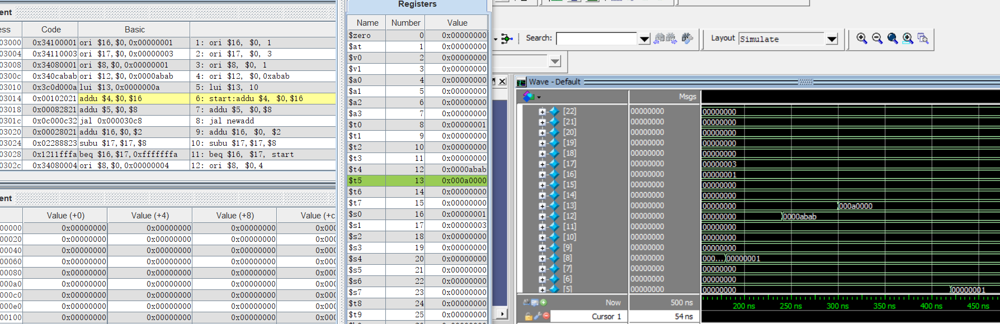 ent
ess Code Basic
03000 0x34100001 ori $16,$0,0x00000001 1: ori $16, $0, 1
03004 0x34110003 ori $17,$0,0x00000003 2: ori $17, $0, 3
03008 0x34080001 ori $8,$0,0x00000001 3: ori $8, $0, 1
0300c 0x340cabab ori $12,$0,0x0000abab 4: ori $12, $0,0xabab
03010 0x3c0d000a lui $13,0x0000000a 5: lui $13, 10
03014 0x00102021 addu $4,$0,$16 6: start:addu $4, $0,$16
03018 0x00082821 addu $5,$0,$8 7: addu $5, $0,$8
0301c 0x0c000c32 jal 0x000030c8 8: jal newadd
03020 0x00028021 addu $16,$0,$2 9: addu $16, $0, $2
03024 0x02288823 subu $17,$17,$8 10: subu $17,$17,$8
03028 0x1211fffa beq $16,$17,0xfffffffa 11: beq $16, $17, start
0302c 0x34080004 ori $8,$0,0x00000004 12: ori $8, $0,4
ent
Value (+0) Value (+4) Value (+8) Value (+c
00000 0x00000000 0x00000000 0x00000000 0x000
00020 0x00000000 0x00000000 0x00000000 0x000
00040 0x00000000 0x00000000 0x00000000 0x000
00060 0x00000000 0x00000000 0x00000000 0x000
00080 0x00000000 0x00000000 0x00000000 0x000
000a0 0x00000000 0x00000000 0x00000000 0x000
000c0 0x00000000 0x00000000 0x00000000 0x000
000e0 0x00000000 0x00000000 0x00000000 0x000
00100 0x00000000 0x00000000 0x00000000 0x000
Registers
Name Number Value
$zero 0 0x00000000
$at 1 0x00000000
$v0 2 0x00000000
$v1 3 0x00000000
$a0 4 0x00000000
$a1 5 0x00000000
$a2 6 0x00000000
$a3 7 0x00000000
$t0 8 0x00000001
$t1 9 0x00000000
$t2 10 0x00000000
$t3 11 0x00000000
$t4 12 0x0000abab
$t5 13 0x000a0000
$t6 14 0x00000000
$t7 15 0x00000000
$s0 16 0x00000001
$s1 17 0x00000003
$s2 18 0x00000000
$s3 19 0x00000000
$s4 20 0x00000000
$s5 21 0x00000000
$s6 22 0x00000000
$s7 23 0x00000000
$t8 24 0x00000000
$t9 25 0x00000000
Search: Layout Simulate
Wave - Default
Msgs
[22] 00000000 00000000
[21] 00000000 00000000
[20] 00000000 00000000
[19] 00000000 00000000
[18] 00000000 00000000
[17] 00000000 00000003
[16] 00000000 00000001
[15] 00000000 00000000
[14] 00000000 00000000
[13] 00000000 00000000 000a0000
[12] 00000000 00000000 0000abab
[11] 00000000 00000000
[10] 00000000 00000000
[9] 00000000 00000000
[8] 00000000 000... 00000001
[7] 00000000 00000000
[6] 00000000 00000000
[5] 00000000 00000000 00000001
Now 500 ns 200 ns 250 ns 300 ns 350 ns 400 ns 450 ns
Cursor 1 54 ns